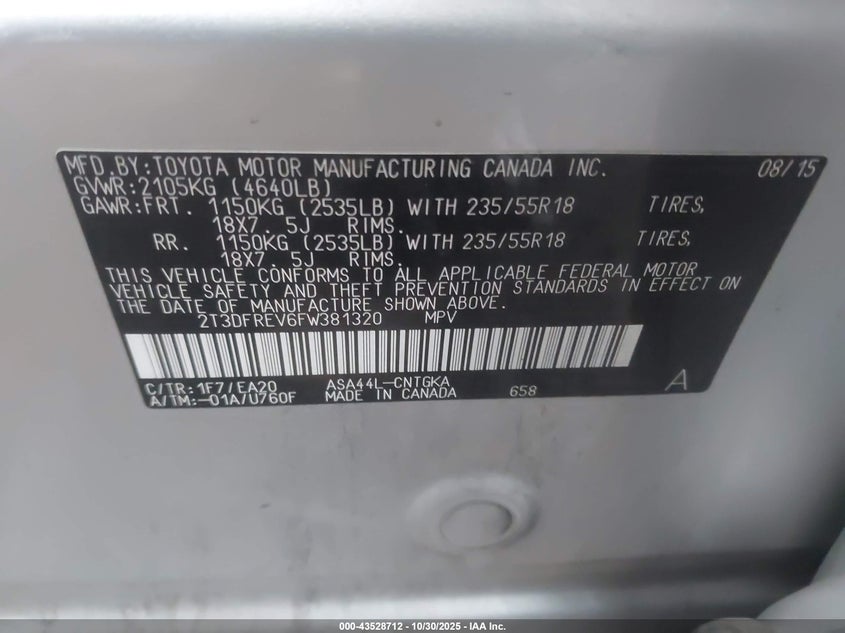 MFD.BY:TOYOTA MOTOR MANUFACTURING CANADA INC. 08/15
GVWR:2105KG (4640LB)
GAWR:FRT. 1150KG (2535LB) WITH 235/55R18 TIRES,
18X7. 5J RIMS.
RR. 1150KG (2535LB) WITH 235/55R18 TIRES,
18X7. 5J RIMS.
THIS VEHICLE CONFORMS TO ALL APPLICABLE FEDERAL MOTOR
VEHICLE SAFETY AND THEFT PREVENTION STANDARDS IN EFFECT ON
THE DATE OF MANUFACTURE SHOWN ABOVE.
2T3DFREV6FW381320 MPV
C/TR:1F7/EA20 ASA44L-CNTGKA A
A/TM:-01A/U760F MADE IN CANADA 658
000-43528712 - 10/30/2025 - IAA Inc.